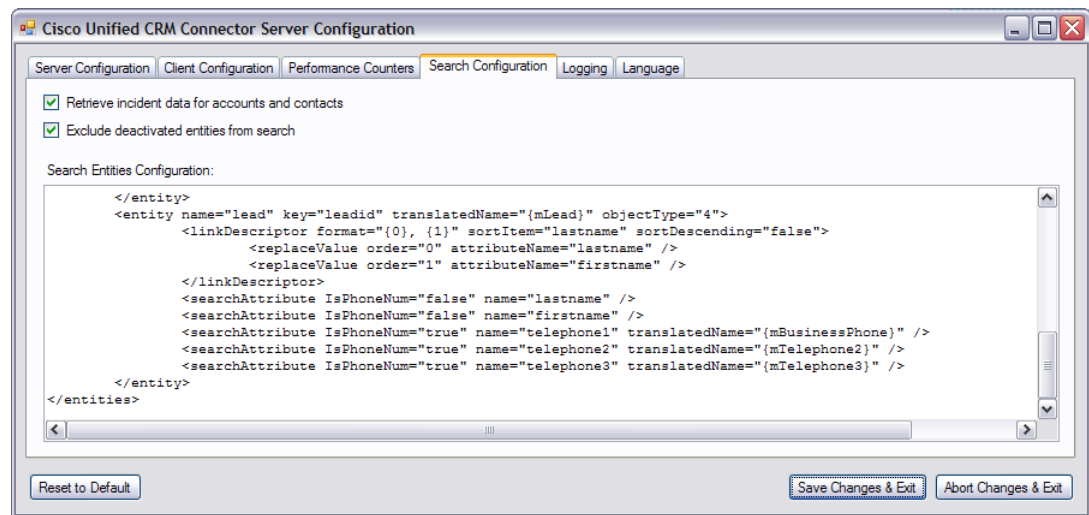 Cisco Unified CRM Connector Server Configuration
Server Configuration Client Configuration Performance Counters Search Configuration Logging Language
Retrieve incident data for accounts and contacts
Exclude deactivated entities from search
Search Entities Configuration:
</entity>
<entity name="lead" key="leadid" translatedName="{mLead}" objectType="4">
<linkDescriptor format="{0}, {1}" sortItem="lastname" sortDescending="false">
<replaceValue order="0" attributeName="lastname" />
<replaceValue order="1" attributeName="firstname" />
</linkDescriptor>
<searchAttribute IsPhoneNum="false" name="lastname" />
<searchAttribute IsPhoneNum="false" name="firstname" />
<searchAttribute IsPhoneNum="true" name="telephone1" translatedName="{mBusinessPhone}" />
<searchAttribute IsPhoneNum="true" name="telephone2" translatedName="{mTelephone2}" />
<searchAttribute IsPhoneNum="true" name="telephone3" translatedName="{mTelephone3}" />
</entity>
</entities>
Reset to Default Save Changes & Exit Abort Changes & Exit